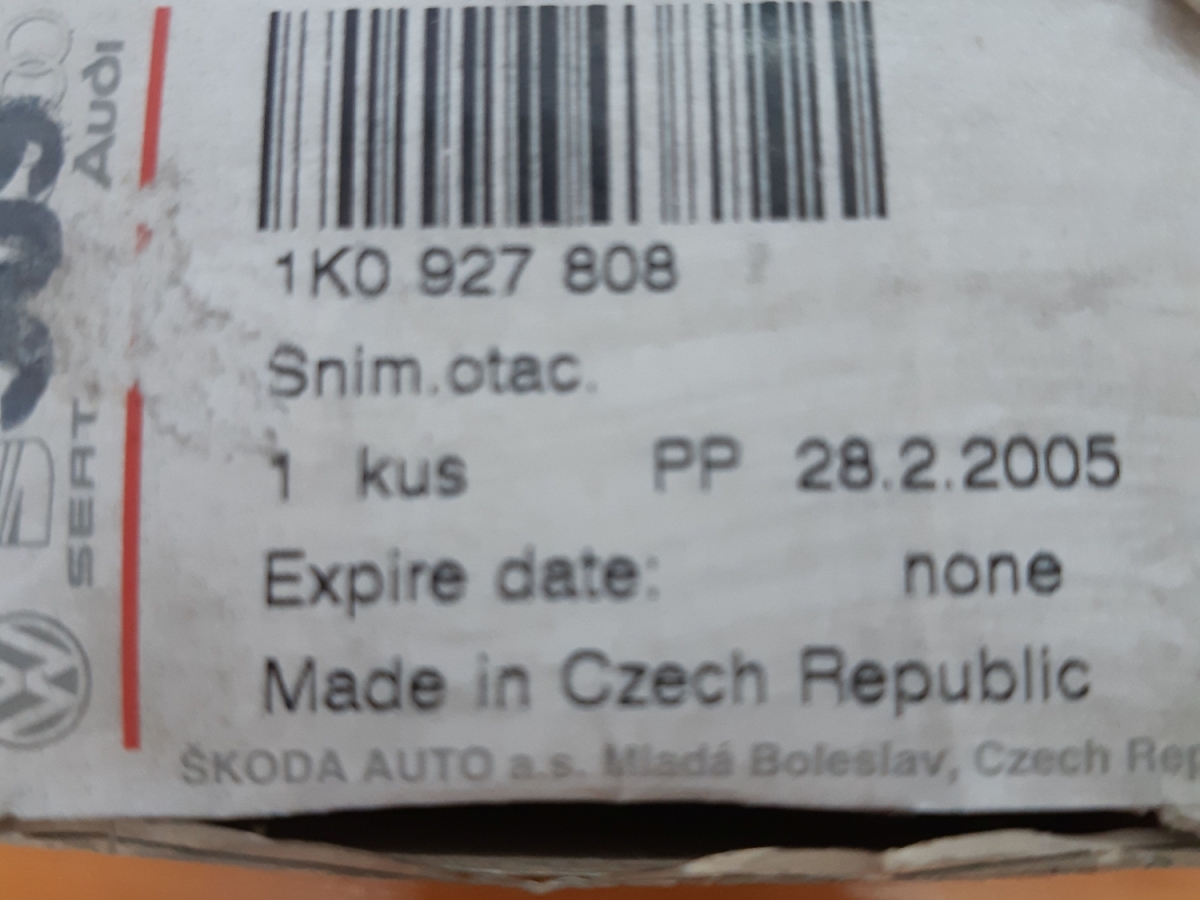 1K0 927 808
Snim.otac.
1 kus PP 28.2.2005
Expire date: none
Made in Czech Republic
ŠKODA AUTO a.s. Mladá Boleslav, Czech Rep
Audi
SEAT